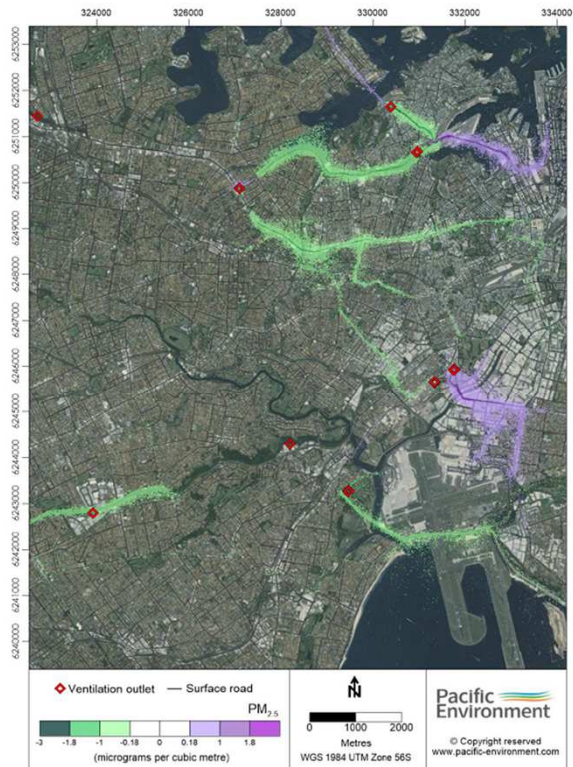 324000 326000 328000 330000 332000 334000
6253000
6252000
6251000
6250000
6249000
6248000
6247000
6246000
6245000
6244000
6243000
6242000
6241000
6240000
Ventilation outlet Surface road
PM2.5
-3 -1.8 -1 -0.18 0 0.18 1 1.8
(micrograms per cubic metre)
N
0 1000 2000
Metres
WGS 1984 UTM Zone 56S
Pacific
Environment
© Copyright reserved
www.pacific-environment.com